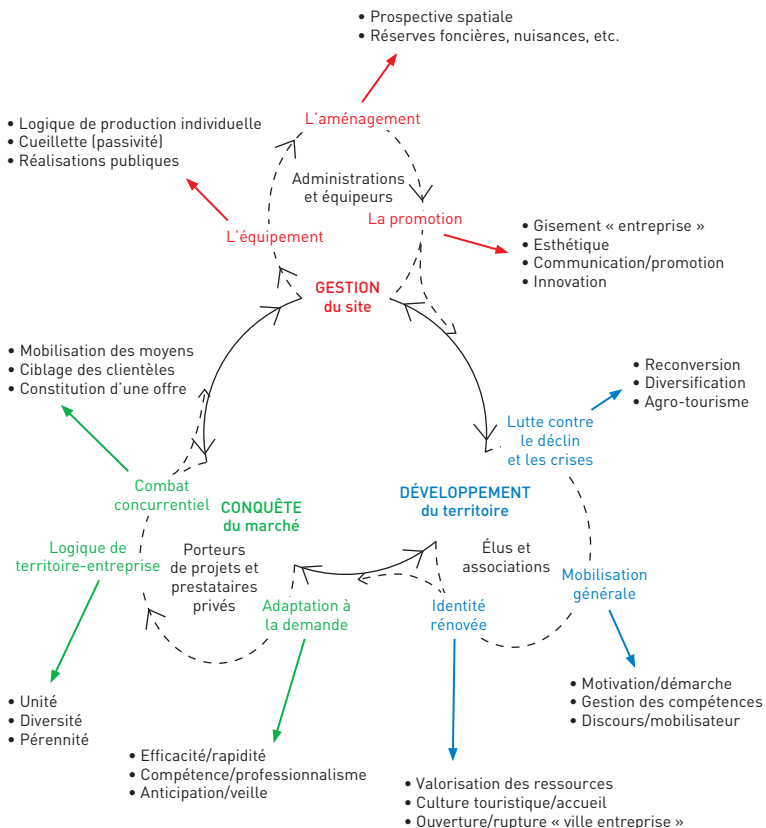 • Prospective spatiale
• Réserves foncières, nuisances, etc.
L'aménagement
• Logique de production individuelle
• Cueillette (passivité)
• Réalisations publiques
Administrations
et équipeurs
La promotion
L'équipement
• Gisement « entreprise »
• Esthétique
• Communication/promotion
• Innovation
GESTION
du site
• Mobilisation des moyens
• Ciblage des clientèles
• Constitution d'une offre
• Reconversion
• Diversification
• Agro-tourisme
Lutte contre
le déclin
et les crises
Combat
concurrentiel
CONQUÊTE
du marché
DÉVELOPPEMENT
du territoire
Logique de
territoire-entreprise
Porteurs
de projets et
prestataires
privés
Élus et
associations
Mobilisation
générale
Adaptation à
la demande
Identité
rénovée
• Unité
• Diversité
• Pérennité
• Motivation/démarche
• Gestion des compétences
• Discours/mobilisateur
• Efficacité/rapidité
• Compétence/professionnalisme
• Anticipation/veille
• Valorisation des ressources
• Culture touristique/accueil
• Ouverture/rupture « ville entreprise »